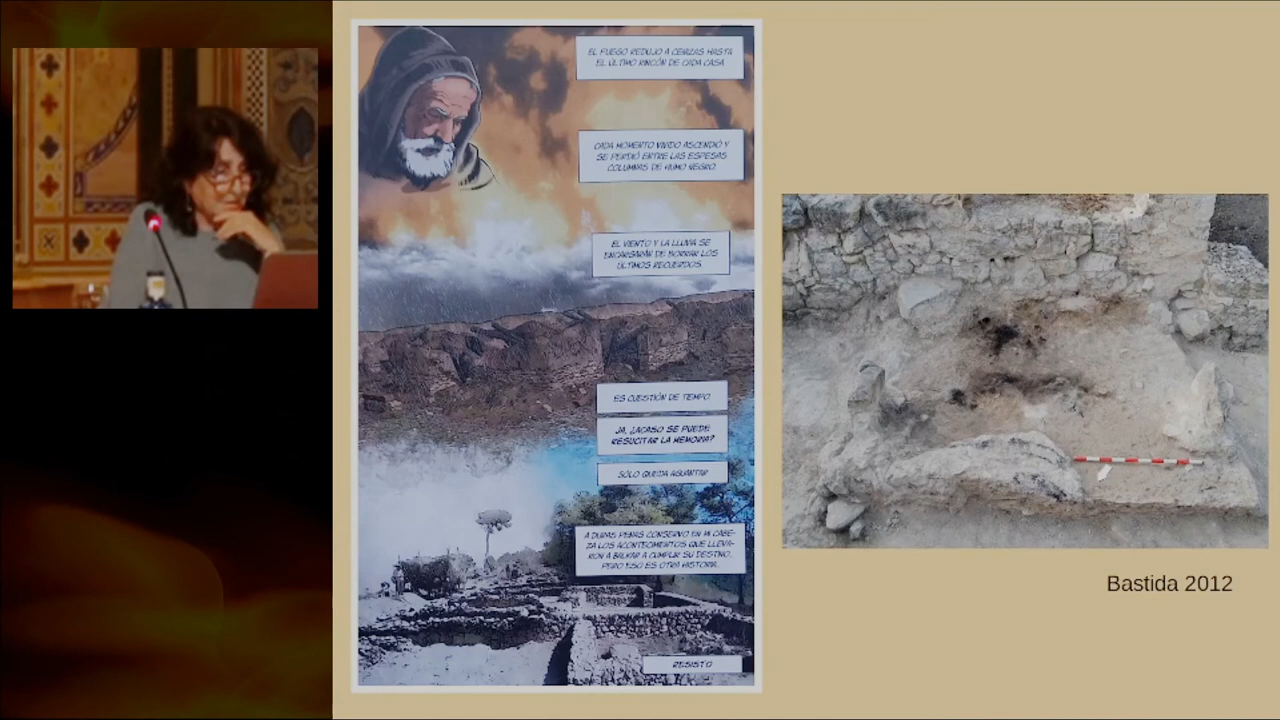 EL FUEGO REDUJO A CENIZAS HASTA
EL ÚLTIMO RINCÓN DE CADA CASA
CADA MOMENTO VIVIDO ASCENDIÓ Y
SE PERDIÓ ENTRE LAS ESPESAS
COLUMNAS DE HUMO NEGRO.
EL VIENTO Y LA LLUVIA SE
ENCARGARÁN DE BORRAR LOS
ÚLTIMOS RECUERDOS.
ES CUESTIÓN DE TIEMPO
JA, ¿ACASO SE PUEDE
RESUCITAR LA MEMORIA?
SÓLO QUEDA AGUANTAR
A DURAS PENAS CONSERVO EN MI CABE-
ZA LOS ACONTECIMIENTOS QUE LLEVA-
RON A BALKAR A CUMPLIR SU DESTINO.
PERO ESO ES OTRA HISTORIA.
RESISTO
Bastida 2012